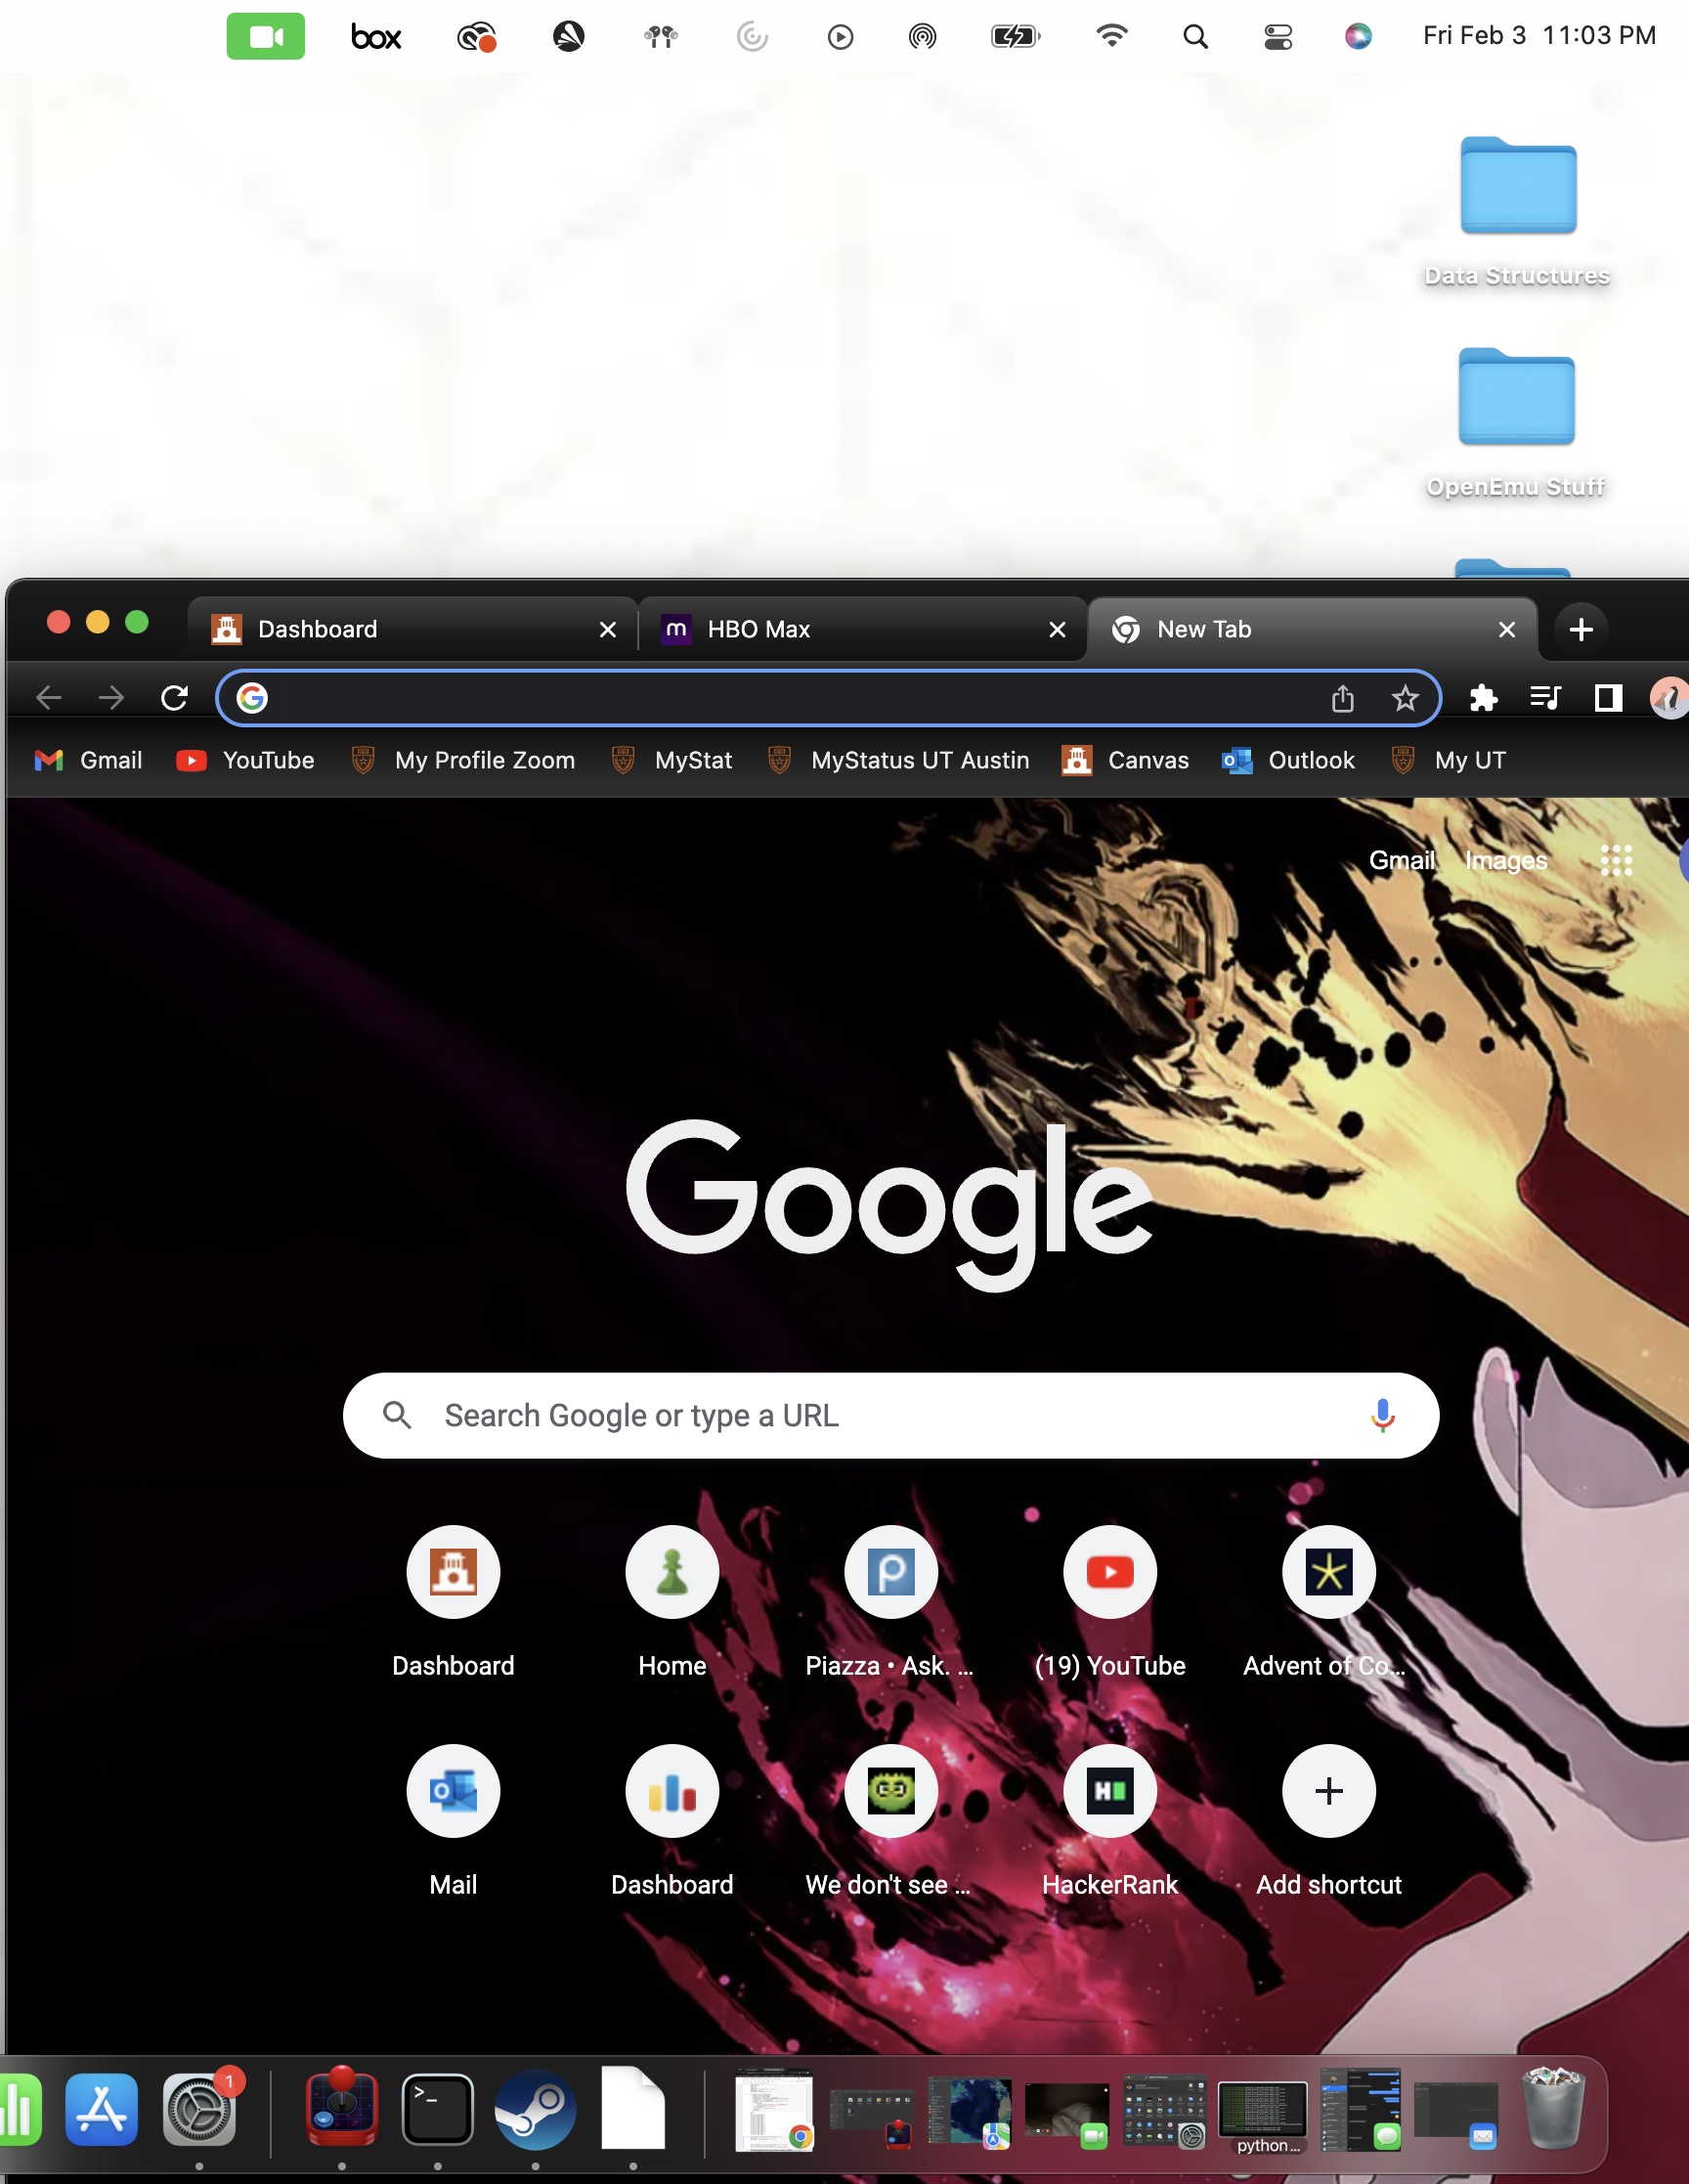 box
Fri Feb 3 11:03 PM
Data Structures
OpenEmu Stuff
Dashboard
HBO Max
New Tab
Gmail
YouTube
My Profile Zoom
MyStat
MyStatus UT Austin
Canvas
Outlook
My UT
Gmail
Images
Google
Search Google or type a URL
Dashboard
Home
Piazza • Ask. ...
(19) YouTube
Advent of Co...
Mail
Dashboard
We don't see ...
HackerRank
Add shortcut
1
python...